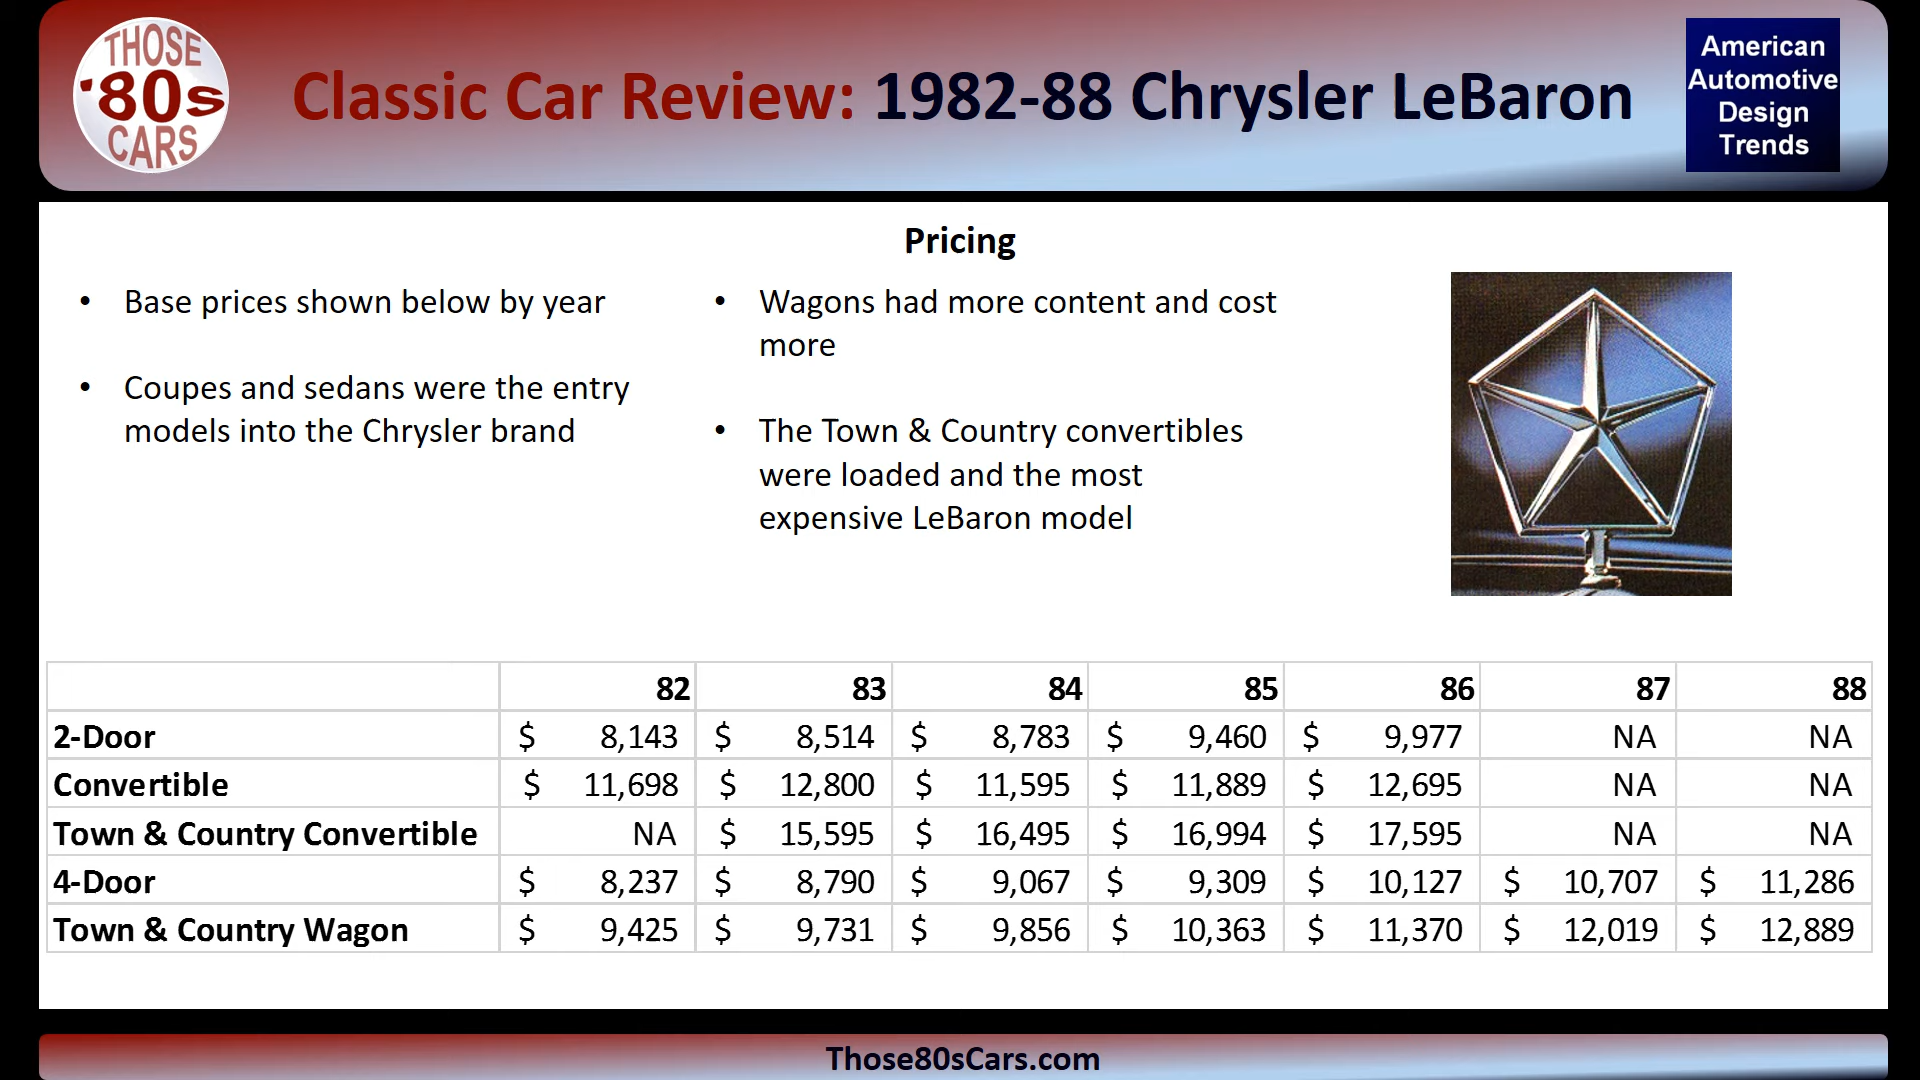 THOSE
'80s
CARS
Classic Car Review: 1982-88 Chrysler LeBaron
American
Automotive
Design
Trends
Pricing
• Base prices shown below by year
• Coupes and sedans were the entry
models into the Chrysler brand
• Wagons had more content and cost
more
• The Town & Country convertibles
were loaded and the most
expensive LeBaron model
82 83 84 85 86 87 88
2-Door $ 8,143 $ 8,514 $ 8,783 $ 9,460 $ 9,977 NA NA
Convertible $ 11,698 $ 12,800 $ 11,595 $ 11,889 $ 12,695 NA NA
Town & Country Convertible NA $ 15,595 $ 16,495 $ 16,994 $ 17,595 NA NA
4-Door $ 8,237 $ 8,790 $ 9,067 $ 9,309 $ 10,127 $ 10,707 $ 11,286
Town & Country Wagon $ 9,425 $ 9,731 $ 9,856 $ 10,363 $ 11,370 $ 12,019 $ 12,889
Those80sCars.com